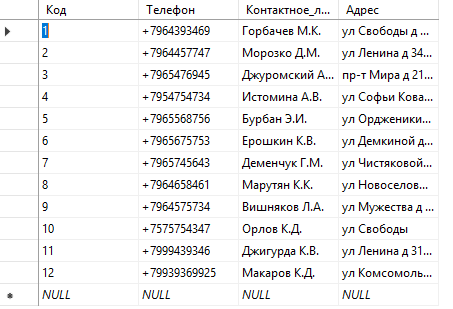 Код Телефон Контактное_л... Адрес
1 +7964393469 Горбачев М.К. ул Свободы д ...
2 +7964457747 Морозко Д.М. ул Ленина д 34...
3 +7965476945 Джуромский А... пр-т Мира д 21...
4 +7954754734 Истомина А.В. ул Софьи Кова...
5 +7965568756 Бурбан Э.И. ул Ордженики...
6 +7965675753 Ерошкин К.В. ул Демкиной д...
7 +7965745643 Деменчук Г.М. ул Чистяковой...
8 +7964658461 Марутян К.К. ул Новоселов...
9 +7964575734 Вишняков Л.А. ул Мужества д ...
10 +7575754347 Орлов К.Д. ул Свободы
11 +7999439346 Джигурда К.В. ул Ленина д 31...
12 +79939369925 Макаров К.Д. ул Комсомоль...
NULL NULL NULL NULL